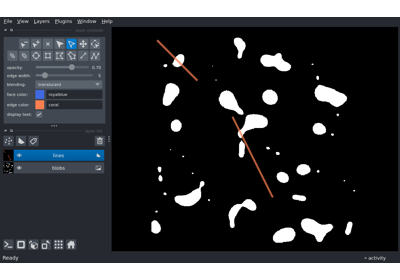 File View Layers Plugins Window Help
opacity: 0.70
edge width: 5
blending: translucent
face color: royalblue
edge color: coral
display text: ✓
lines
blobs
Ready activity